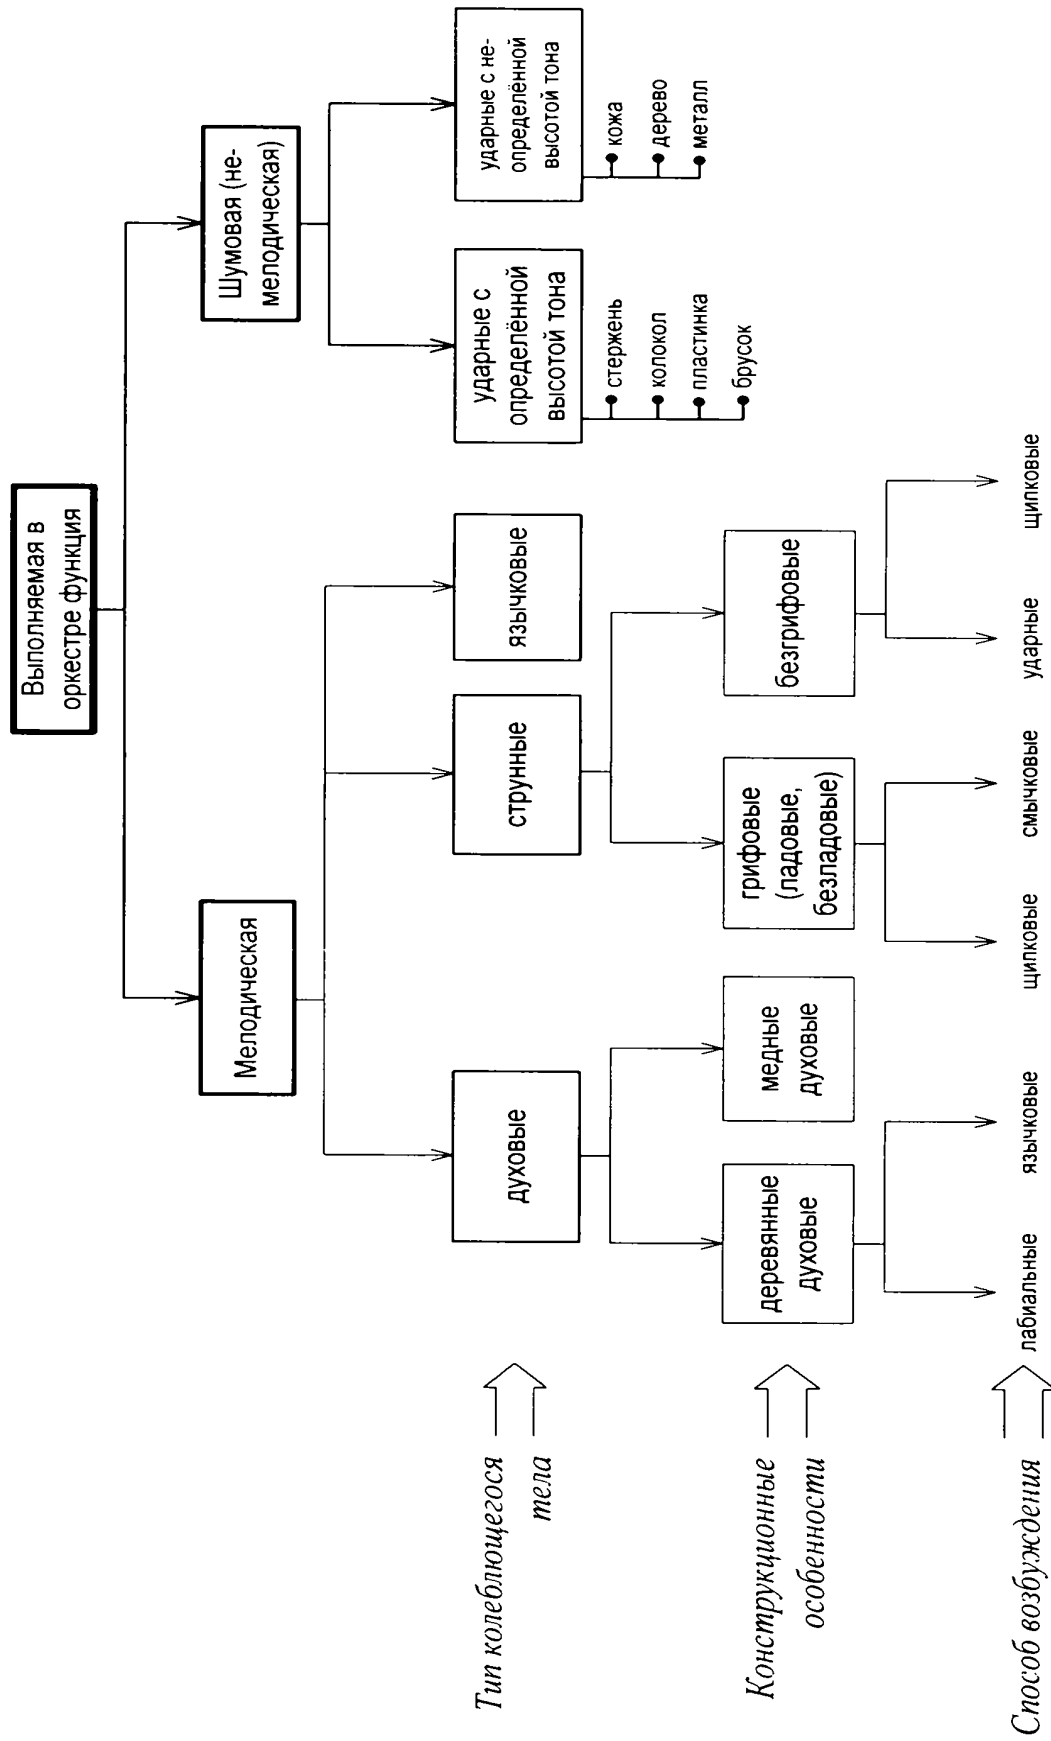 Выполняемая в
оркестре функция
Мелодическая
Шумовая (не-
мелодическая)
Тип колеблющегося
тела
духовые
струнные
язычковые
ударные с
определённой
высотой тона
ударные с не-
определённой
высотой тона
стержень
колокол
пластинка
брусок
кожа
дерево
металл
Конструкционные
особенности
деревянные
духовые
медные
духовые
грифовые
(ладовые,
безладовые)
безгрифовые
Способ возбуждения
лабиальные
язычковые
щипковые
смычковые
ударные
щипковые